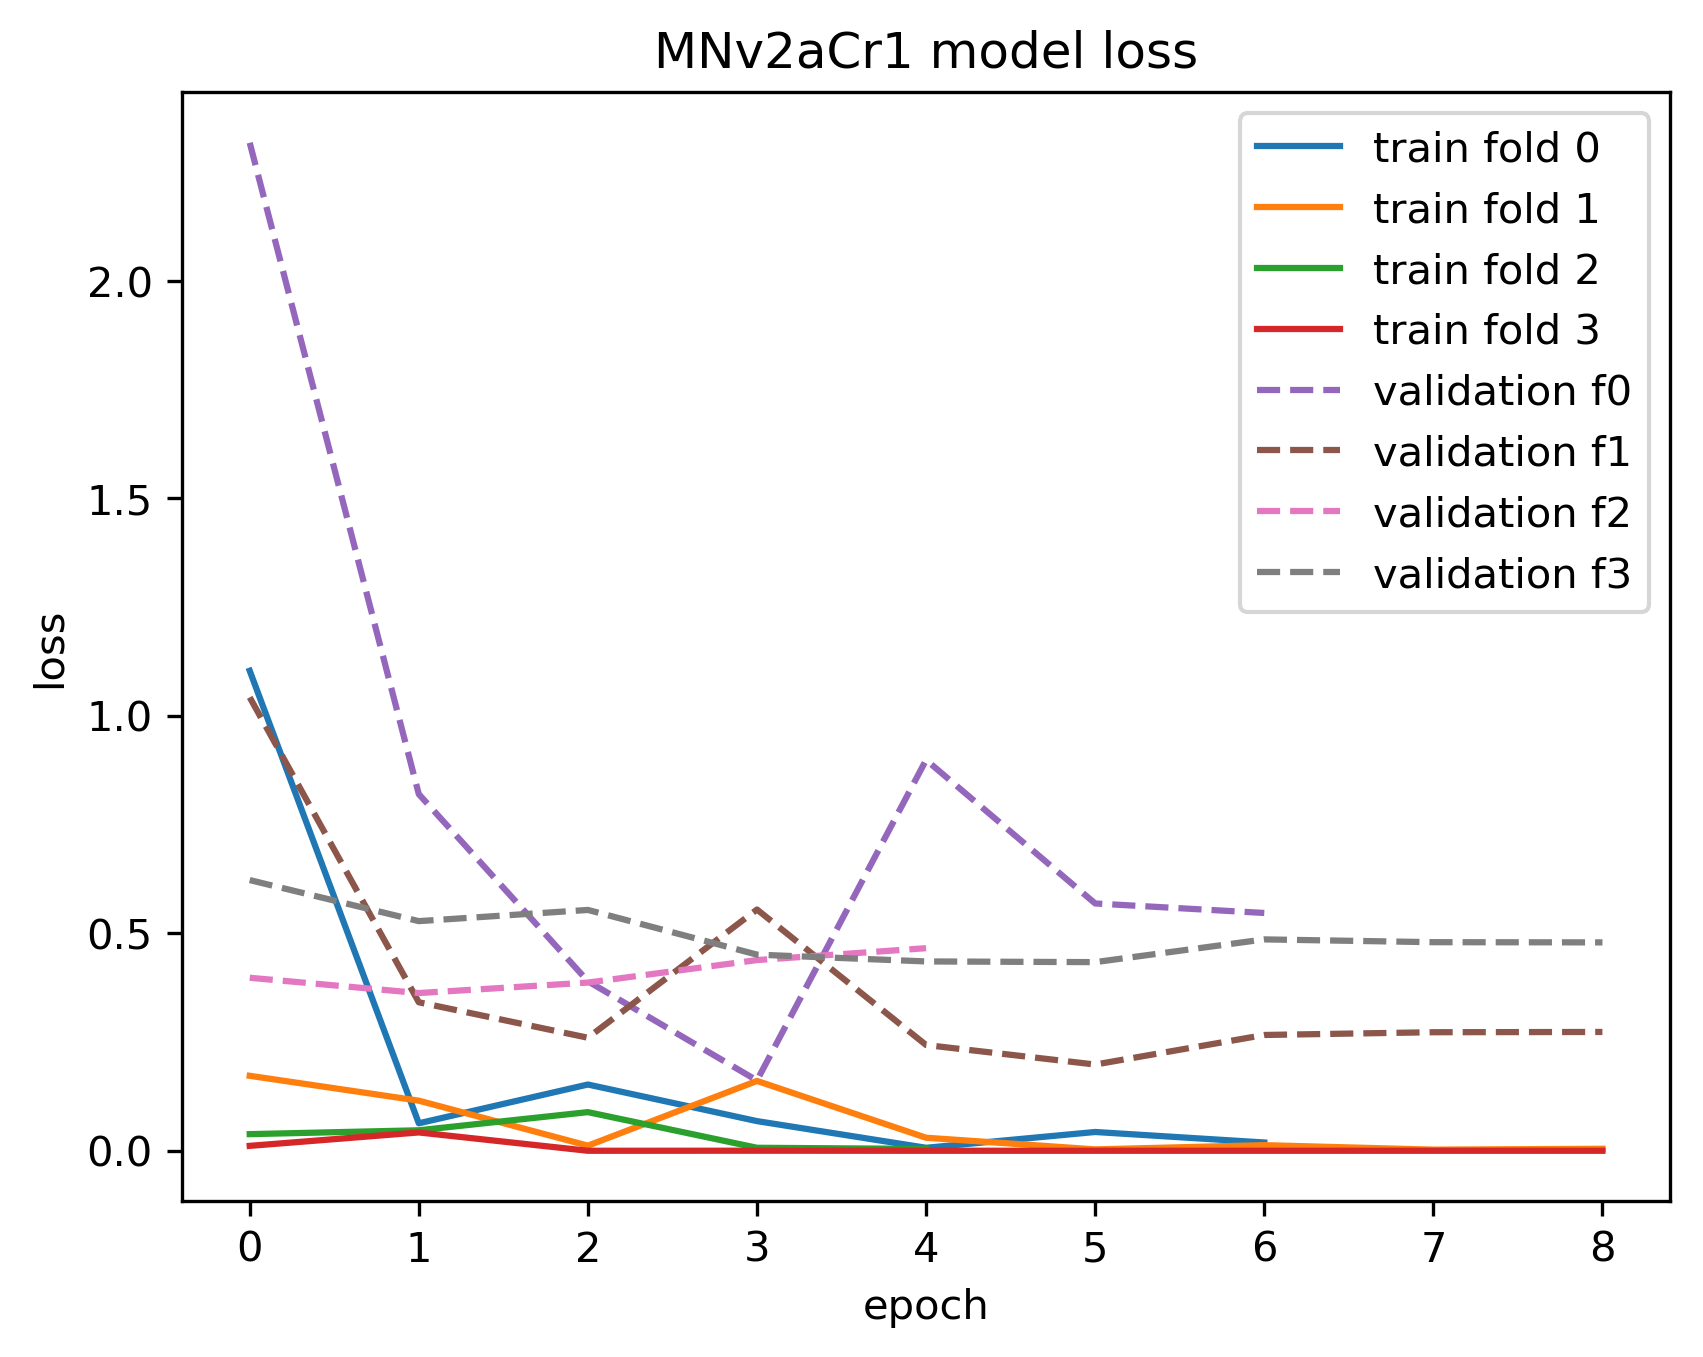 MNv2aCr1 model loss
train fold 0
train fold 1
train fold 2
train fold 3
validation f0
validation f1
validation f2
validation f3
loss
2.0
1.5
1.0
0.5
0.0
0 1 2 3 4 5 6 7 8
epoch